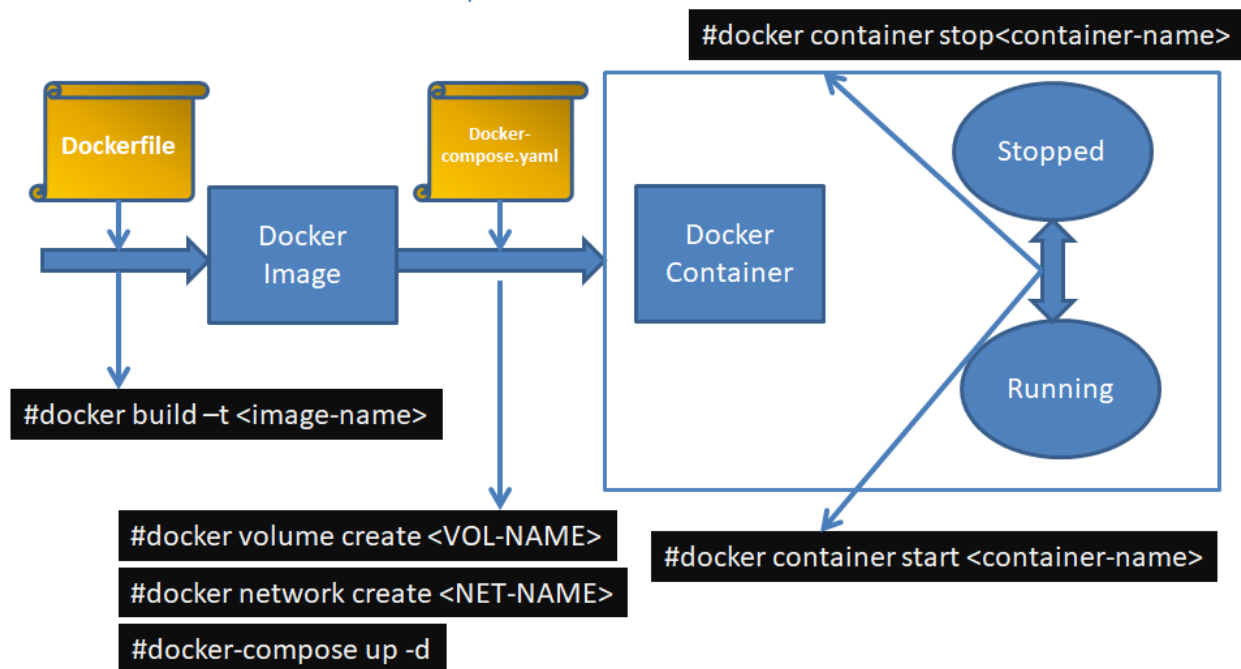 #docker container stop<container-name>
Dockerfile
Docker-
compose.yaml
Stopped
Docker
Image
Docker
Container
Running
#docker build –t <image-name>
#docker volume create <VOL-NAME>
#docker container start <container-name>
#docker network create <NET-NAME>
#docker-compose up -d